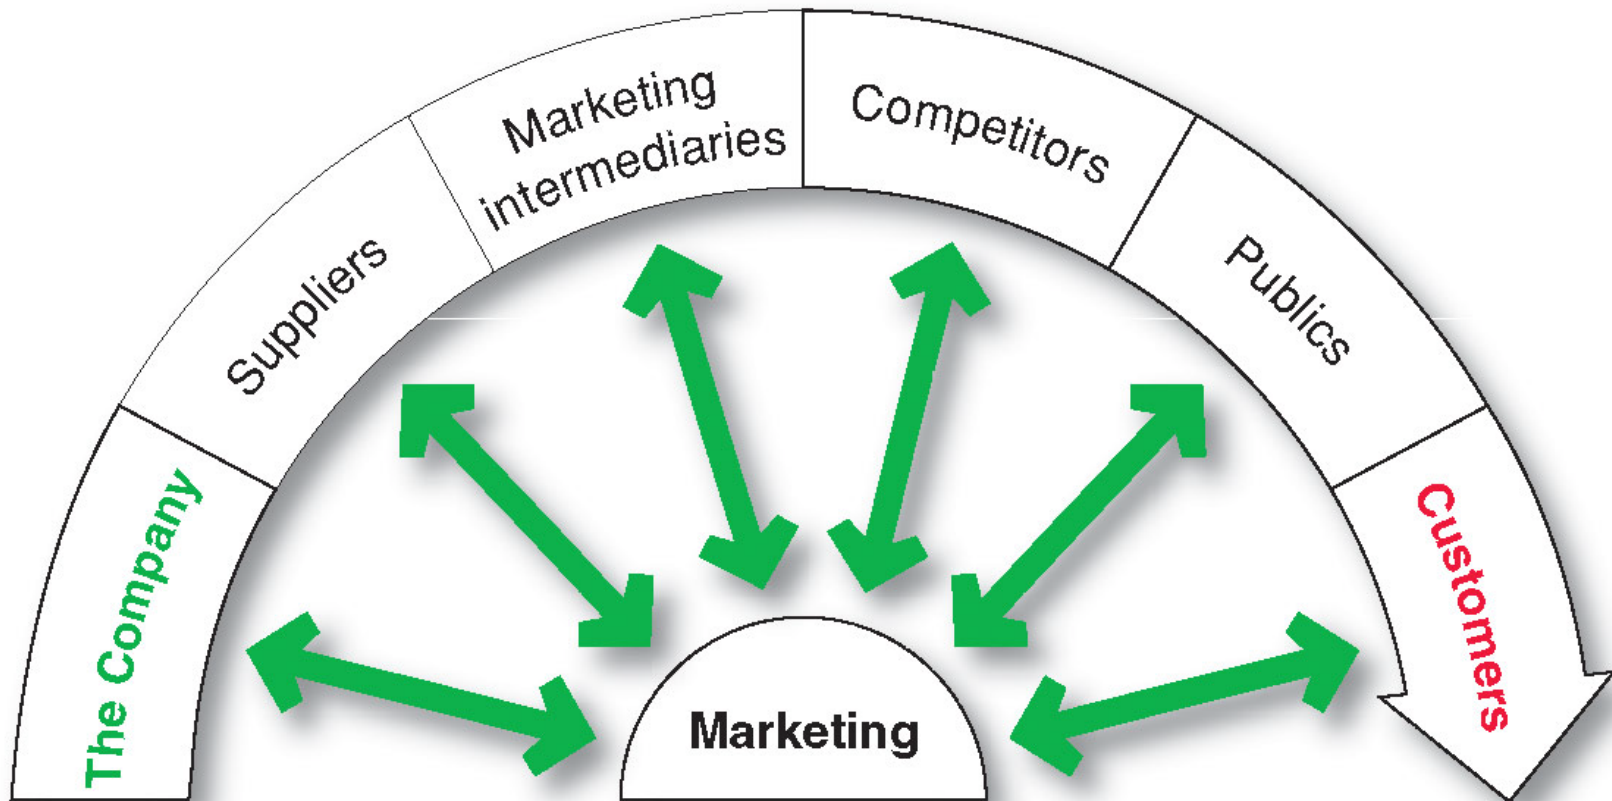 The Company
Suppliers
Marketing
intermediaries
Competitors
Publics
Customers
Marketing